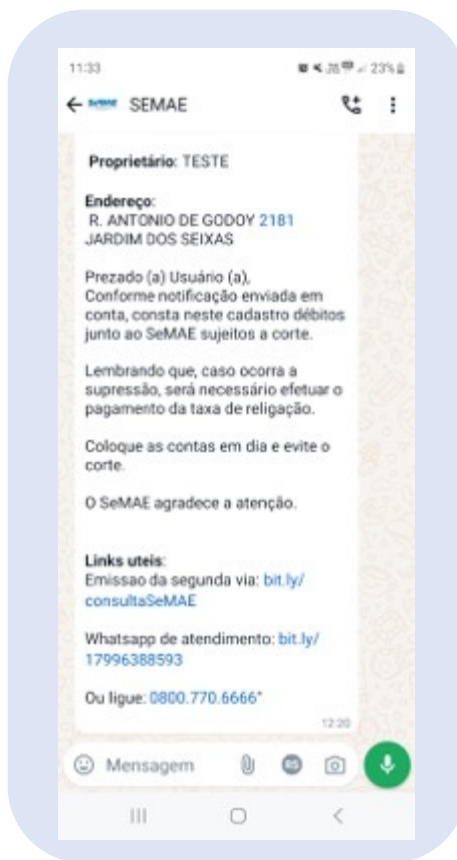 11:33
23%
SEMAE
Proprietário: TESTE
Endereço:
R. ANTONIO DE GODOY 2181
JARDIM DOS SEIXAS
Prezado (a) Usuário (a),
Conforme notificação enviada em
conta, consta neste cadastro débitos
junto ao SeMAE sujeitos a corte.
Lembrando que, caso ocorra a
supressão, será necessário efetuar o
pagamento da taxa de religação.
Coloque as contas em dia e evite o
corte.
O SeMAE agradece a atenção.
Links uteis:
Emissao da segunda via: bit.ly/
consultaSeMAE
Whatsapp de atendimento: bit.ly/
17996388593
Ou ligue: 0800.770.6666"
12:20
Mensagem